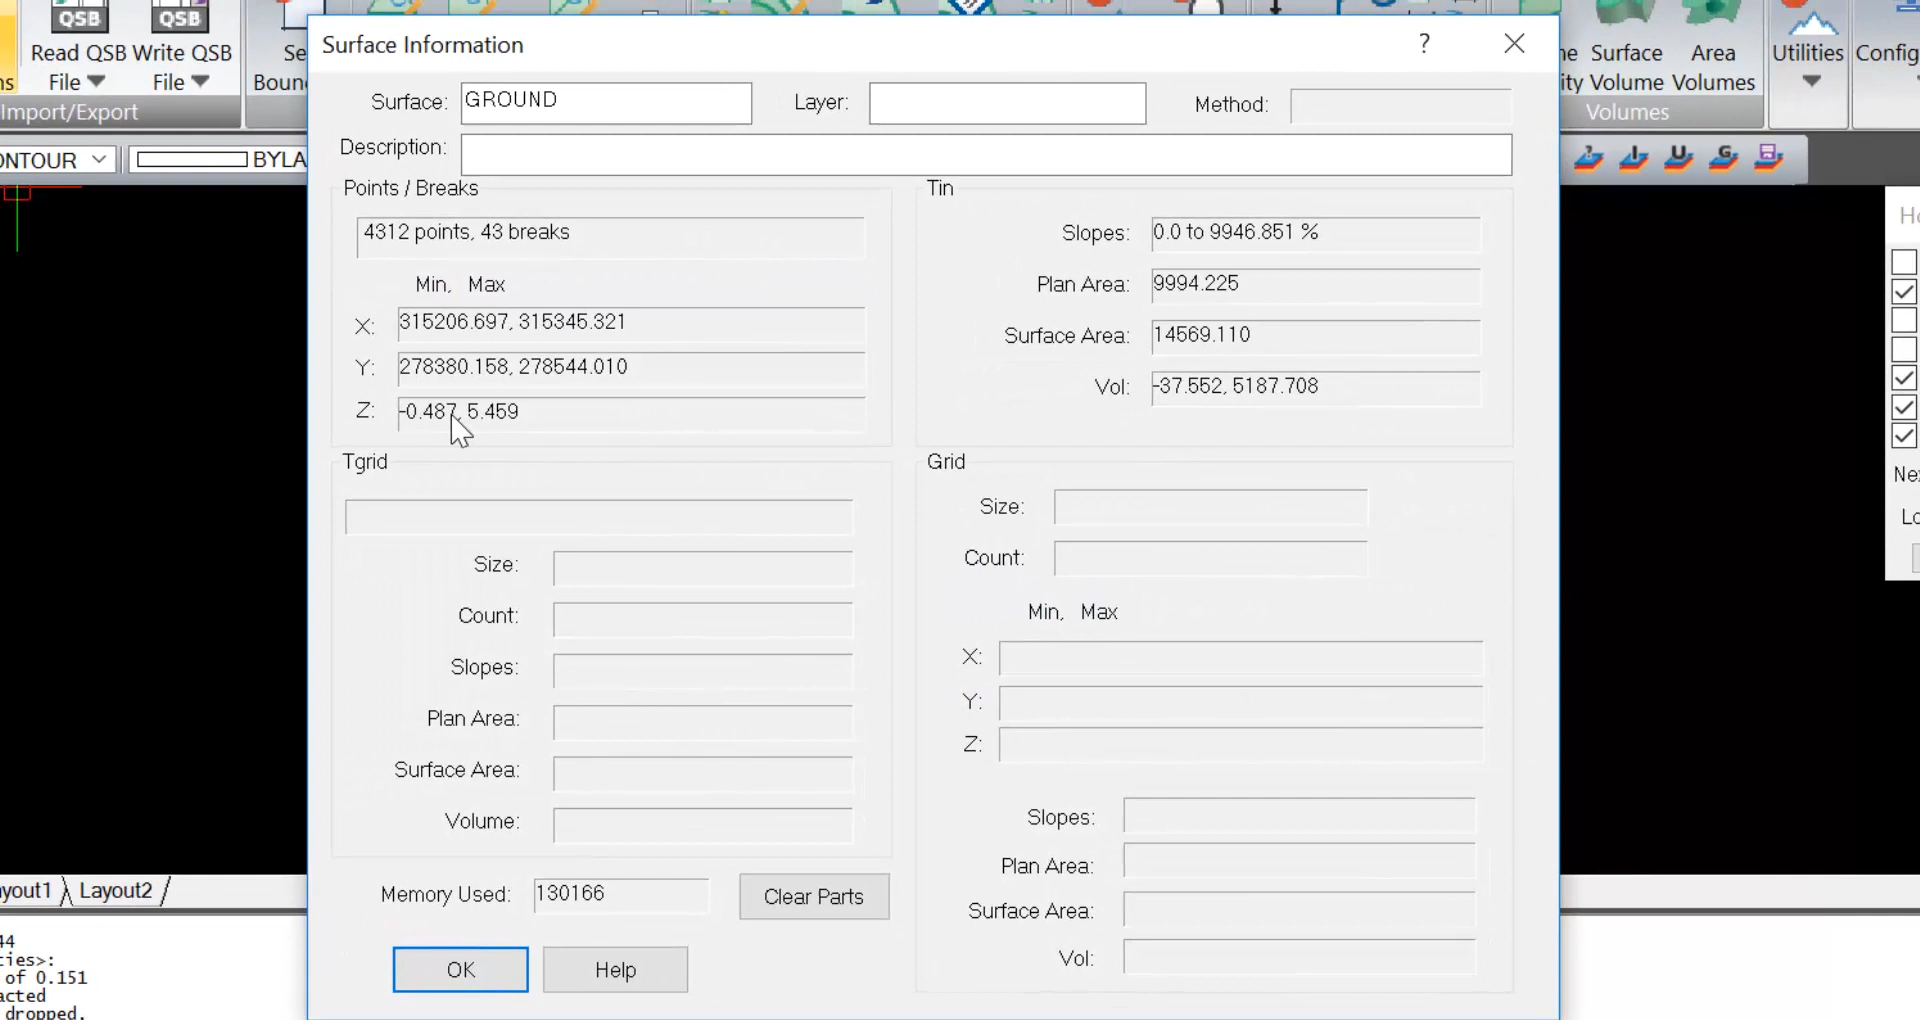 Read QSB
File
Write QSB
File
Import/Export
Surface
Volume
Area
Volumes
Volumes
Utilities
Surface Information
?
Surface: GROUND
Layer:
Method:
Description:
BYLA
Points / Breaks
4312 points, 43 breaks
Min, Max
X: 315206.697, 315345.321
Y: 278380.158, 278544.010
Z: -0.487, 5.459
Tin
Slopes: 0.0 to 9946.851 %
Plan Area: 9994.225
Surface Area: 14569.110
Vol: -37.552, 5187.708
Tgrid
Size:
Count:
Slopes:
Plan Area:
Surface Area:
Volume:
Grid
Size:
Count:
Min, Max
X:
Y:
Z:
Slopes:
Plan Area:
Surface Area:
Vol:
Memory Used: 130166
Clear Parts
OK
Help
yout1
Layout2
44
ties>:
of 0.151
acted
dropped.